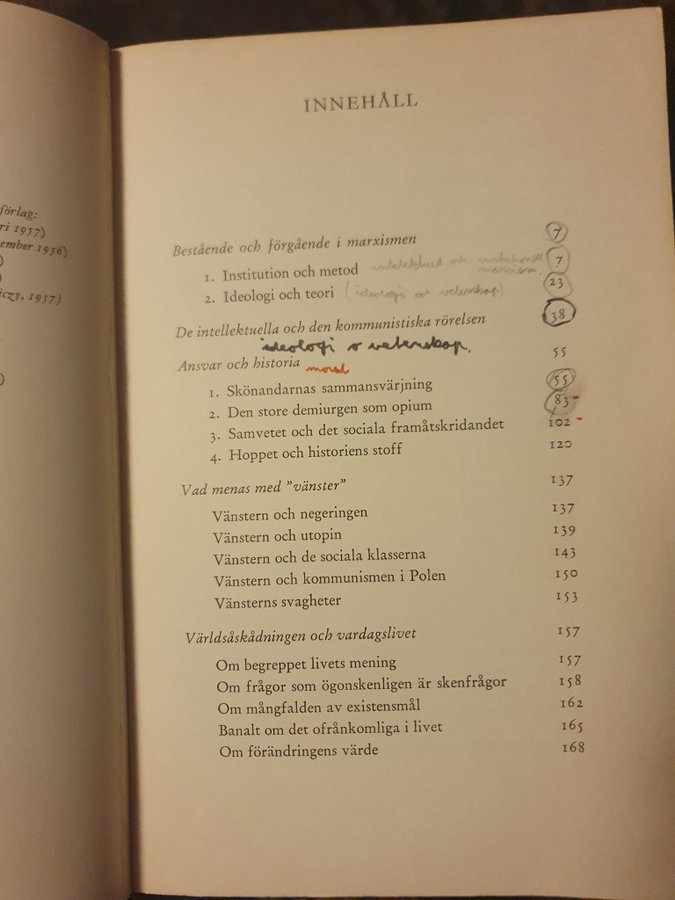 förlag:
ri 1957)
ember 1956)
)
)
iczy, 1957)
)
INNEHÅLL
Bestående och förgående i marxismen 7
1. Institution och metod 7
marxism.
2. Ideologi och teori (ideologi och vetenskap) 23
De intellektuella och den kommunistiska rörelsen 38
ideologi o vetenskap.
Ansvar och historia 55
moral
1. Skönandarnas sammansvärjning 55
2. Den store demiurgen som opium 83
3. Samvetet och det sociala framåtskridandet 102
4. Hoppet och historiens stoff 120
Vad menas med ”vänster” 137
Vänstern och negeringen 137
Vänstern och utopin 139
Vänstern och de sociala klasserna 143
Vänstern och kommunismen i Polen 150
Vänsterns svagheter 153
Världsåskådningen och vardagslivet 157
Om begreppet livets mening 157
Om frågor som ögonskenligen är skenfrågor 158
Om mångfalden av existensmål 162
Banalt om det ofrånkomliga i livet 165
Om förändringens värde 168